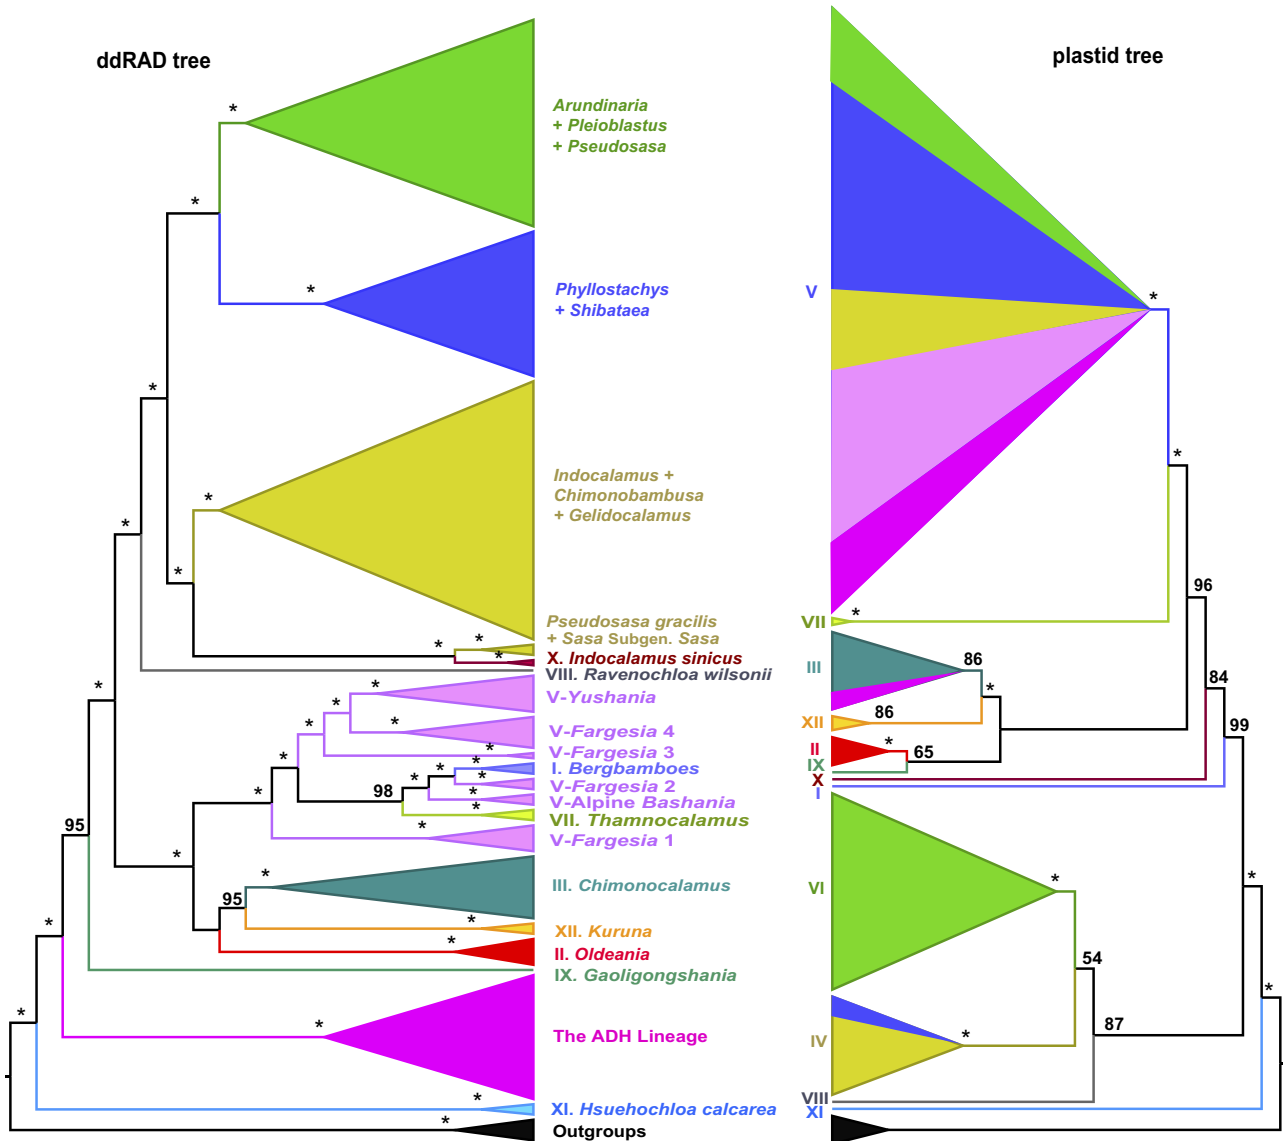 ddRAD tree
plastid tree
*
Arundinaria
+ Pleioblastus
+ Pseudosasa
*
*
Phyllostachys
+ Shibataea
*
*
Indocalamus +
Chimonobambusa
+ Gelidocalamus
*
*
*
Pseudosasa gracilis
+ Sasa Subgen. Sasa
*
*
*
X. Indocalamus sinicus
VIII. Ravenochloa wilsonii
*
V-Yushania
*
*
*
V-Fargesia 4
*
*
V-Fargesia 3
*
*
I. Bergbamboes
*
*
*
V-Fargesia 2
98
*
*
V-Alpine Bashania
*
VII. Thamnocalamus
*
V-Fargesia 1
95
*
*
III. Chimonocalamus
95
*
XII. Kuruna
*
*
II. Oldeania
IX. Gaoligongshania
*
*
The ADH Lineage
*
XI. Hsuehochloa calcarea
*
Outgroups
V
*
*
96
VII
*
III
86
*
84
XII
86
99
II
*
65
IX
X
I
VI
*
*
54
*
IV
*
87
VIII
XI